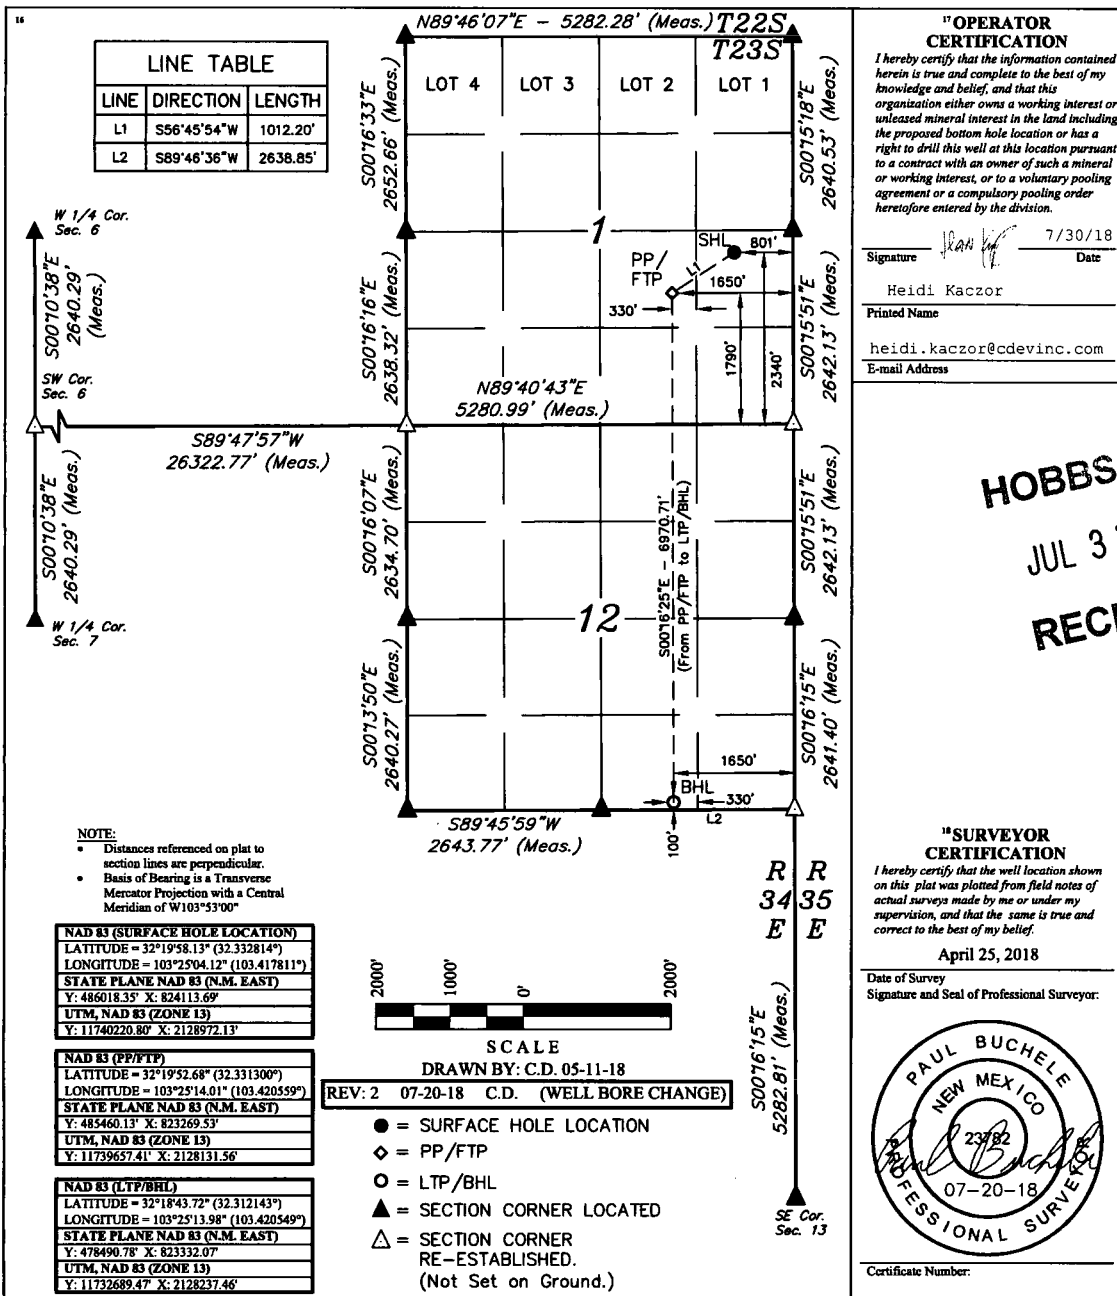 16
N89°46'07"E - 5282.28' (Meas.)
T22S
T23S
LINE TABLE
LINE DIRECTION LENGTH
L1 S56°45'54"W 1012.20'
L2 S89°46'36"W 2638.85'
LOT 4 LOT 3 LOT 2 LOT 1
S00°16'33"E
2652.66' (Meas.)
S00°15'18"E
2640.53' (Meas.)
W 1/4 Cor.
Sec. 6
S00°10'38"E
2640.29'
(Meas.)
SW Cor.
Sec. 6
1
SHL
801'
PP/
FTP
L1
1650'
330'
1790'
2340'
S00°16'16"E
2638.32' (Meas.)
S00°15'51"E
2642.13' (Meas.)
N89°40'43"E
5280.99' (Meas.)
S89°47'57"W
26322.77' (Meas.)
S00°10'38"E
2640.29' (Meas.)
W 1/4 Cor.
Sec. 7
S00°16'07"E
2634.70' (Meas.)
S00°16'25"E - 6970.71'
(From PP/FTP to LTP/BHL)
S00°15'51"E
2642.13' (Meas.)
12
S00°13'50"E
2640.27' (Meas.)
S00°16'15"E
2641.40' (Meas.)
1650'
BHL
330'
L2
100'
S89°45'59"W
2643.77' (Meas.)
R R
34 35
E E
S00°16'15"E
5282.81' (Meas.)
SE Cor.
Sec. 13
NOTE:
• Distances referenced on plat to
section lines are perpendicular.
• Basis of Bearing is a Transverse
Mercator Projection with a Central
Meridian of W103°53'00"
NAD 83 (SURFACE HOLE LOCATION)
LATITUDE = 32°19'58.13" (32.332814°)
LONGITUDE = 103°25'04.12" (103.417811°)
STATE PLANE NAD 83 (N.M. EAST)
Y: 486018.35' X: 824113.69'
UTM, NAD 83 (ZONE 13)
Y: 11740220.80' X: 2128972.13'
NAD 83 (PP/FTP)
LATITUDE = 32°19'52.68" (32.331300°)
LONGITUDE = 103°25'14.01" (103.420559°)
STATE PLANE NAD 83 (N.M. EAST)
Y: 485460.13' X: 823269.53'
UTM, NAD 83 (ZONE 13)
Y: 11739657.41' X: 2128131.56'
NAD 83 (LTP/BHL)
LATITUDE = 32°18'43.72" (32.312143°)
LONGITUDE = 103°25'13.98" (103.420549°)
STATE PLANE NAD 83 (N.M. EAST)
Y: 478490.78' X: 823332.07'
UTM, NAD 83 (ZONE 13)
Y: 11732689.47' X: 2128237.46'
2000' 1000' 0' 2000'
SCALE
DRAWN BY: C.D. 05-11-18
REV: 2 07-20-18 C.D. (WELL BORE CHANGE)
● = SURFACE HOLE LOCATION
◇ = PP/FTP
○ = LTP/BHL
▲ = SECTION CORNER LOCATED
△ = SECTION CORNER
RE-ESTABLISHED.
(Not Set on Ground.)
17 OPERATOR
CERTIFICATION
I hereby certify that the information contained
herein is true and complete to the best of my
knowledge and belief, and that this
organization either owns a working interest or
unleased mineral interest in the land including
the proposed bottom hole location or has a
right to drill this well at this location pursuant
to a contract with an owner of such a mineral
or working interest, or to a voluntary pooling
agreement or a compulsory pooling order
heretofore entered by the division.
7/30/18
Signature Date
Heidi Kaczor
Printed Name
heidi.kaczor@cdevinc.com
E-mail Address
HOBBS
JUL 3
RECE
18 SURVEYOR
CERTIFICATION
I hereby certify that the well location shown
on this plat was plotted from field notes of
actual surveys made by me or under my
supervision, and that the same is true and
correct to the best of my belief.
April 25, 2018
Date of Survey
Signature and Seal of Professional Surveyor:
PAUL BUCHELE
NEW MEXICO
23782
Paul Buchele
07-20-18
PROFESSIONAL SURVEYOR
Certificate Number: